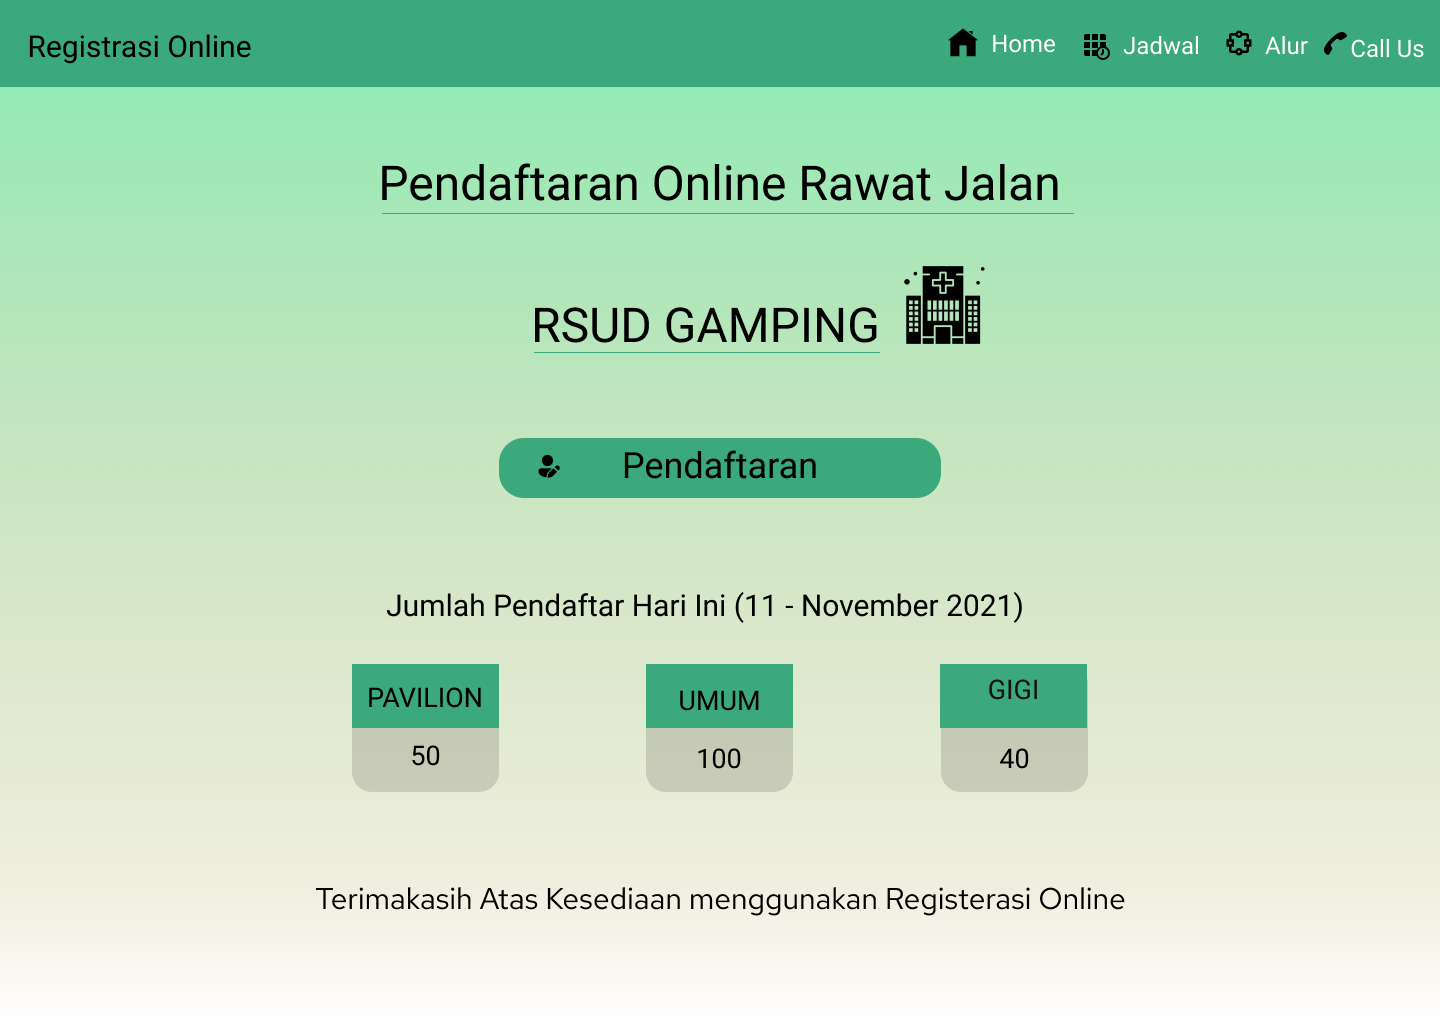 Registrasi Online
Home Jadwal Alur Call Us
Pendaftaran Online Rawat Jalan
RSUD GAMPING
Pendaftaran
Jumlah Pendaftar Hari Ini (11 - November 2021)
PAVILION UMUM GIGI
50 100 40
Terimakasih Atas Kesediaan menggunakan Registerasi Online